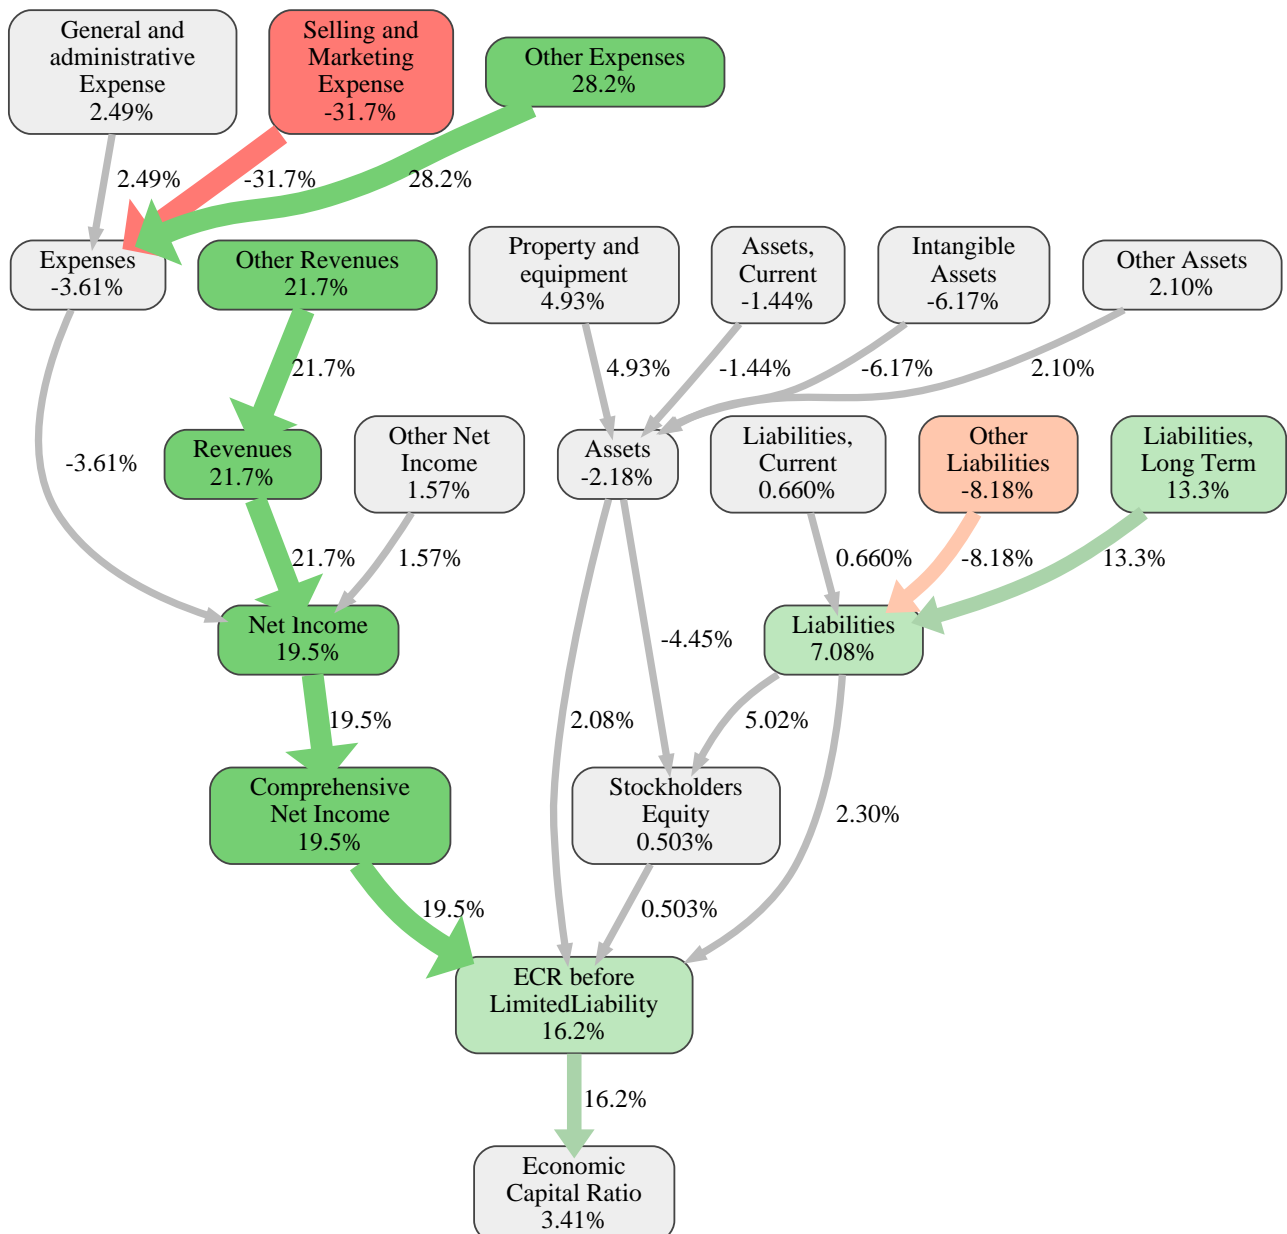 General and
administrative
Expense
2.49%
Selling and
Marketing
Expense
-31.7%
Other Expenses
28.2%
2.49%
-31.7%
28.2%
Expenses
-3.61%
Other Revenues
21.7%
Property and
equipment
4.93%
Assets,
Current
-1.44%
Intangible
Assets
-6.17%
Other Assets
2.10%
21.7%
4.93%
-1.44%
-6.17%
2.10%
-3.61%
Revenues
21.7%
Other Net
Income
1.57%
Assets
-2.18%
Liabilities,
Current
0.660%
Other
Liabilities
-8.18%
Liabilities,
Long Term
13.3%
21.7%
1.57%
0.660%
-8.18%
13.3%
Net Income
19.5%
-4.45%
Liabilities
7.08%
19.5%
2.08%
5.02%
Comprehensive
Net Income
19.5%
Stockholders
Equity
0.503%
2.30%
19.5%
0.503%
ECR before
LimitedLiability
16.2%
16.2%
Economic
Capital Ratio
3.41%